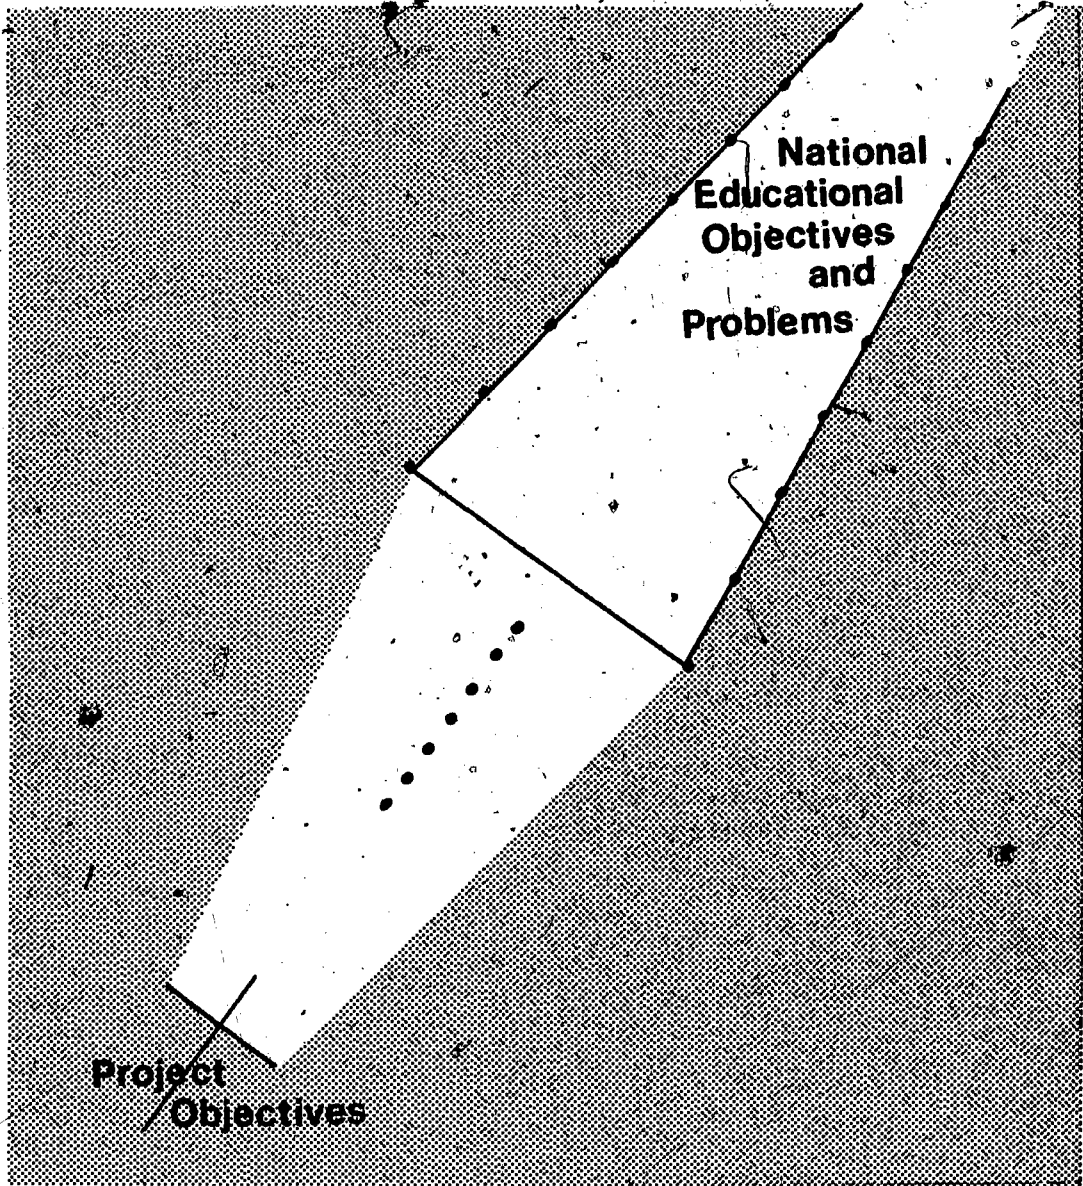 National
Educational
Objectives
and
Problems
Project
Objectives